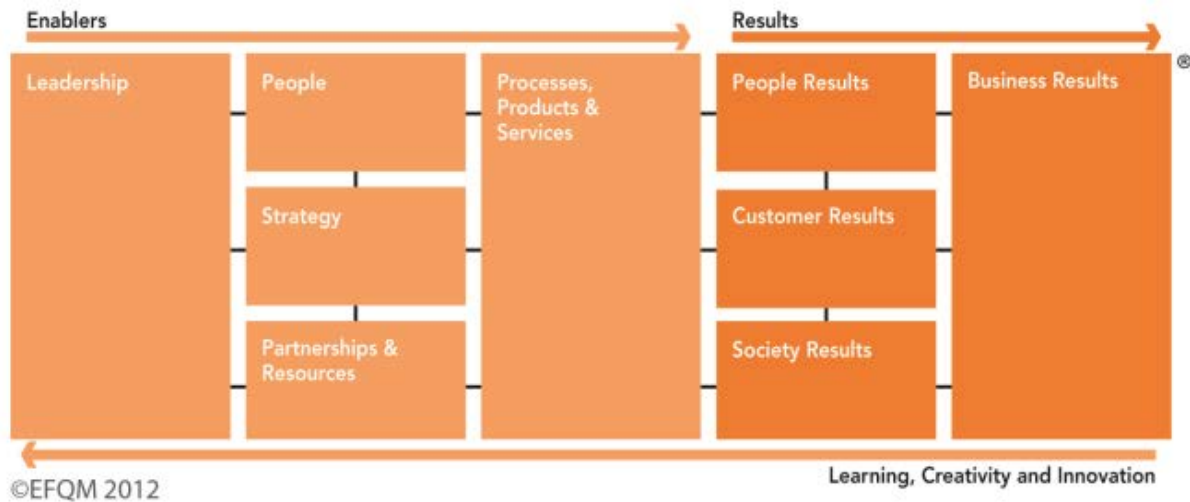 Enablers
Results
Leadership
People
Processes,
Products &
Services
People Results
Business Results
®
Strategy
Customer Results
Partnerships &
Resources
Society Results
Learning, Creativity and Innovation
©EFQM 2012